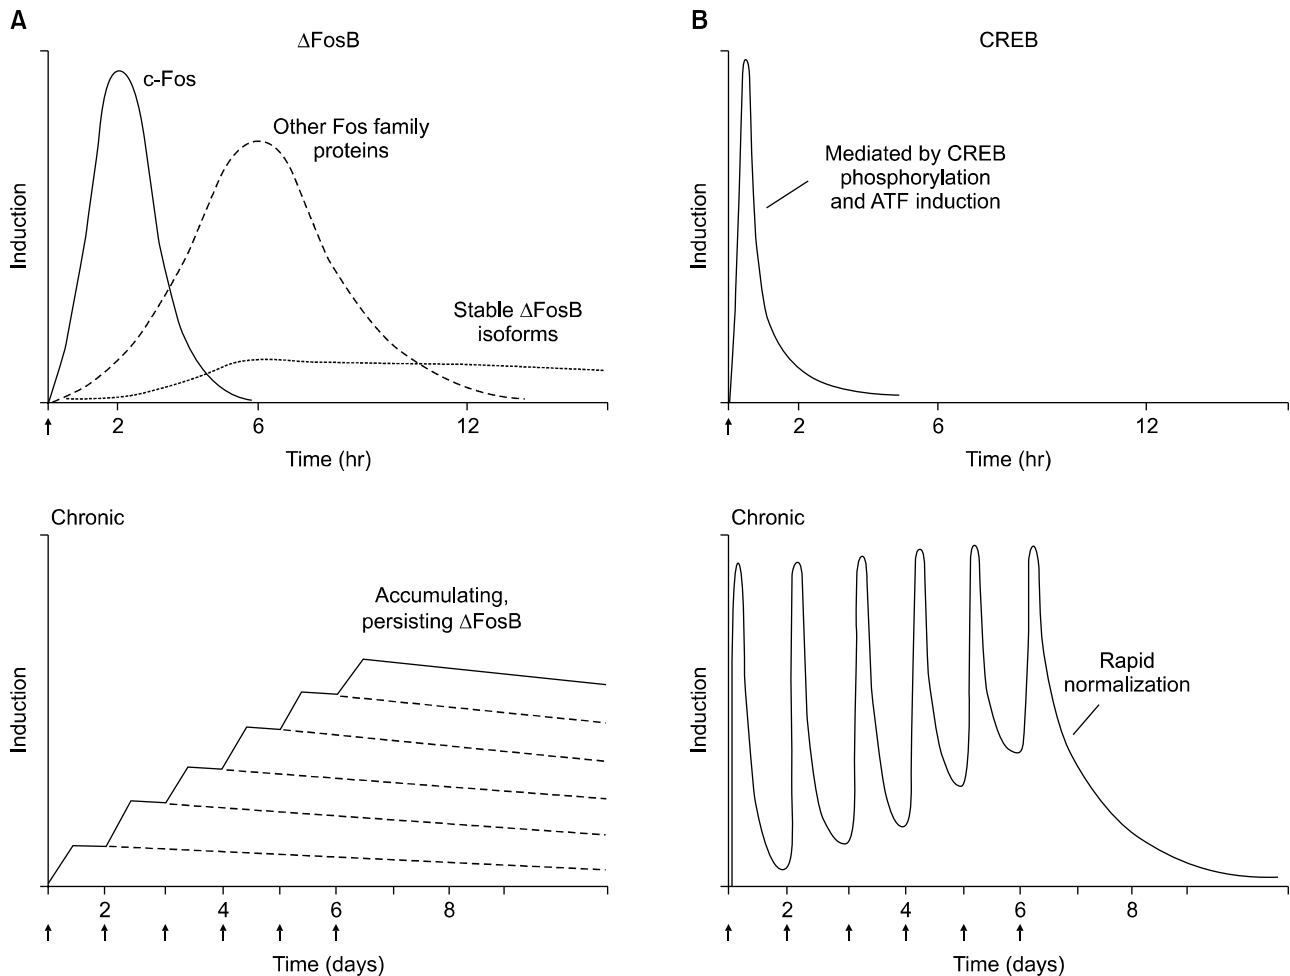 A
ΔFosB
c-Fos
Other Fos family
proteins
Stable ΔFosB
isoforms
Induction
2
6
12
Time (hr)
B
CREB
Mediated by CREB
phosphorylation
and ATF induction
Induction
2
6
12
Time (hr)
Chronic
Accumulating,
persisting ΔFosB
Induction
2
4
6
8
Time (days)
Chronic
Rapid
normalization
Induction
2
4
6
8
Time (days)